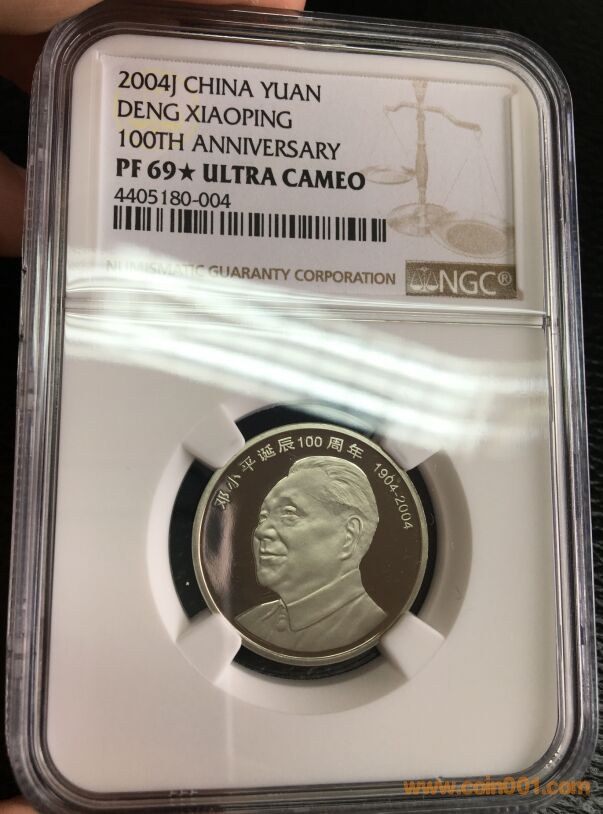 2004J CHINA YUAN
DENG XIAOPING
100TH ANNIVERSARY
PF 69★ ULTRA CAMEO
4405180-004
NUMISMATIC GUARANTY CORPORATION
NGC®
邓小平诞辰100周年 1904-2004
www.coin001.com